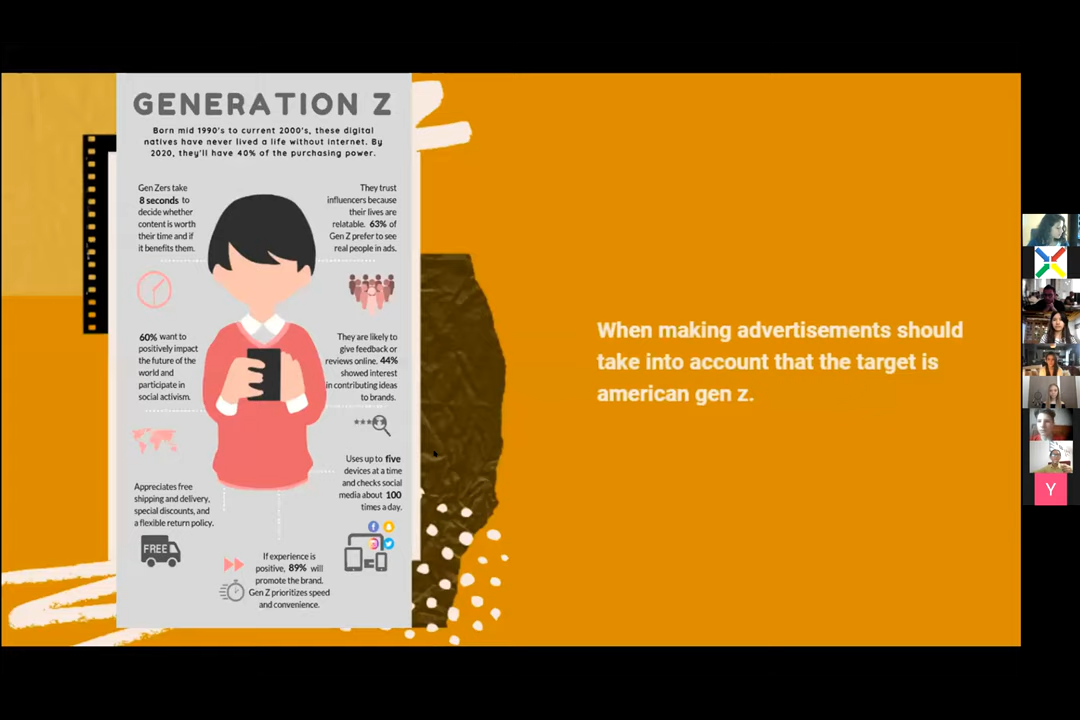 GENERATION Z
Born mid 1990's to current 2000's, these digital
natives have never lived a life without internet. By
2020, they'll have 40% of the purchasing power.
Gen Zers take
8 seconds to
decide whether
content is worth
their time and if
it benefits them.
They trust
influencers because
their lives are
relatable. 63% of
Gen Z prefer to see
real people in ads.
60% want to
positively impact
the future of the
world and
participate in
social activism.
They are likely to
give feedback or
reviews online. 44%
showed interest
in contributing ideas
to brands.
Uses up to five
devices at a time
and checks social
media about 100
times a day.
Appreciates free
shipping and delivery,
special discounts, and
a flexible return policy.
FREE
If experience is
positive, 89% will
promote the brand.
Gen Z prioritizes speed
and convenience.
When making advertisements should
take into account that the target is
american gen z.
Y